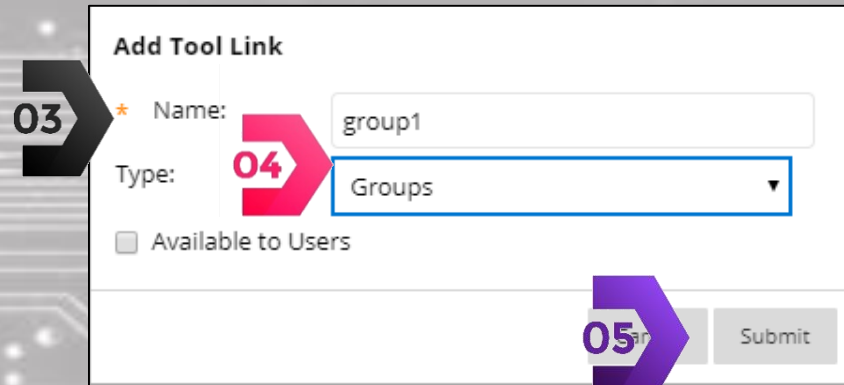 Add Tool Link
03 * Name: group1
04 Type: Groups
Available to Users
05 Submit